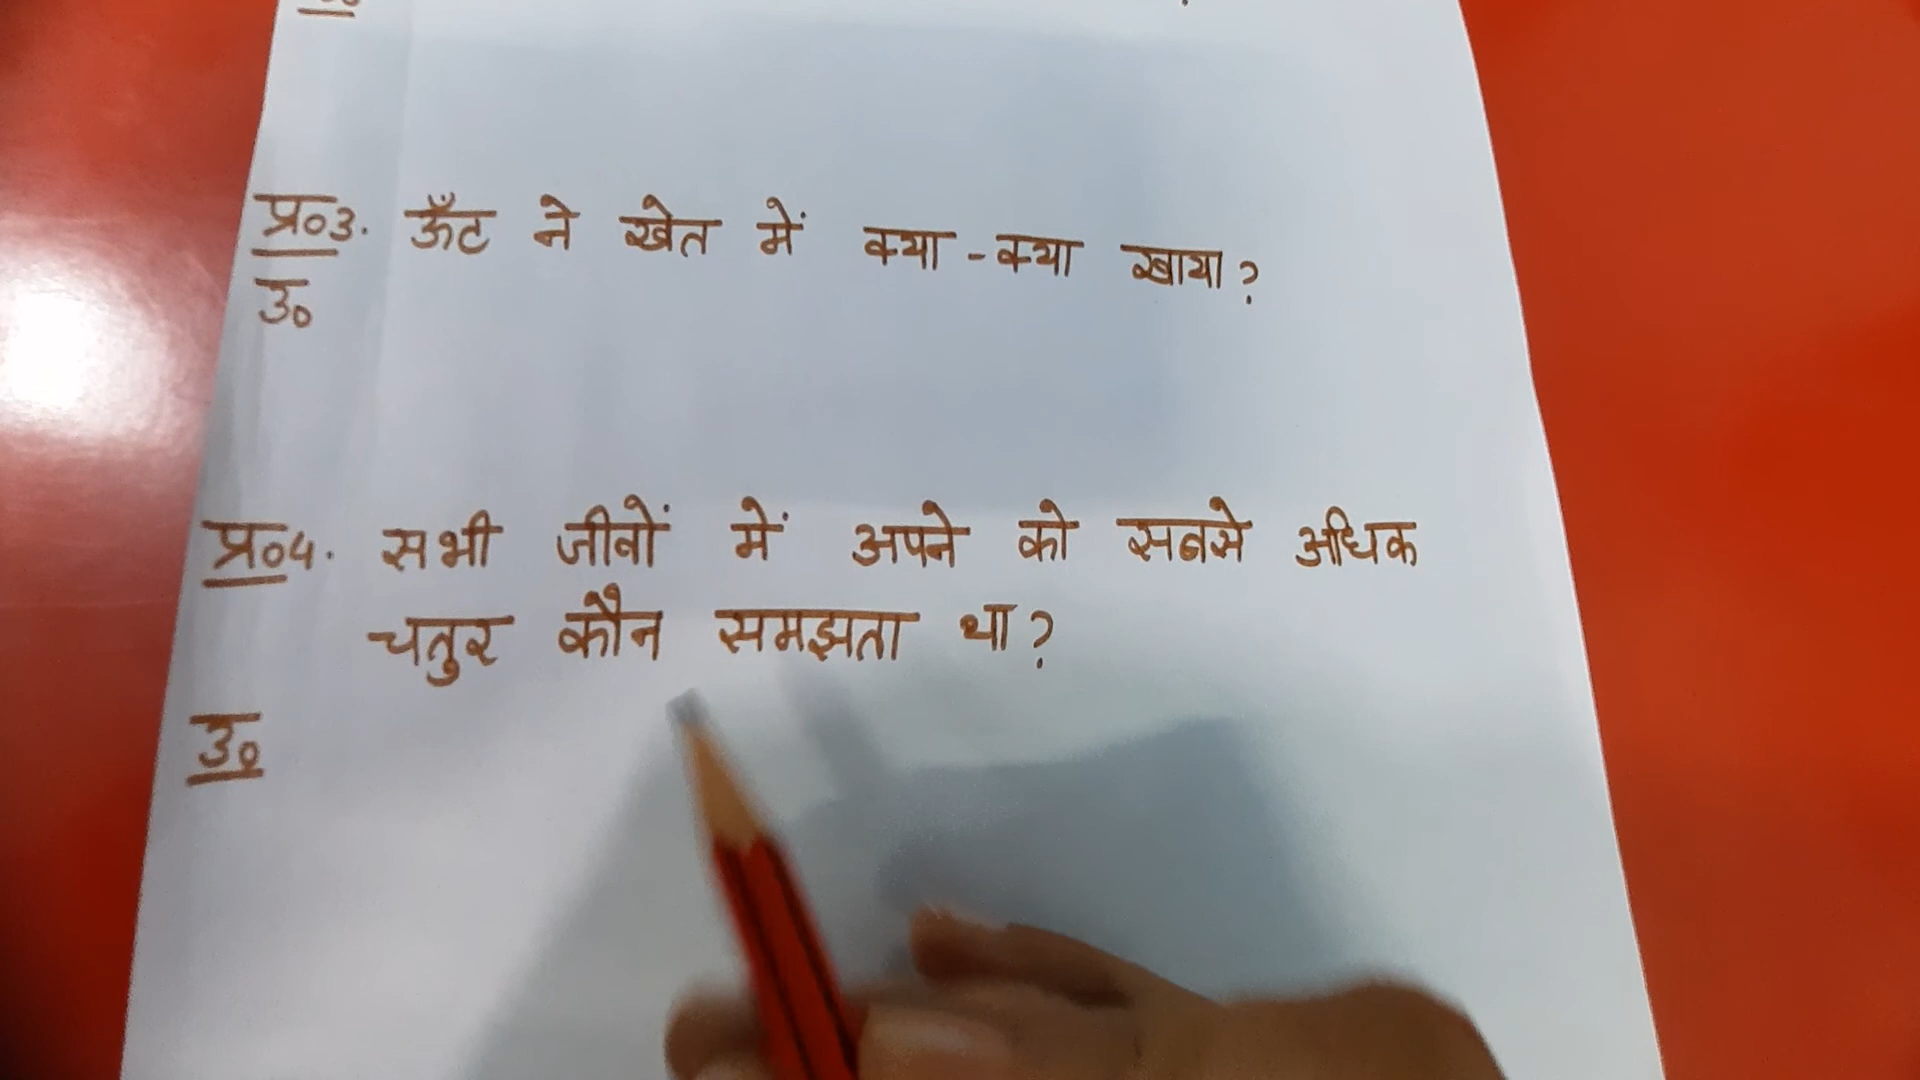 प्र०3. ऊँट ने खेत में क्या - क्या खाया?
उ०
प्र०4. सभी जीवों में अपने को सबसे अधिक
चतुर कौन समझता था?
उ०